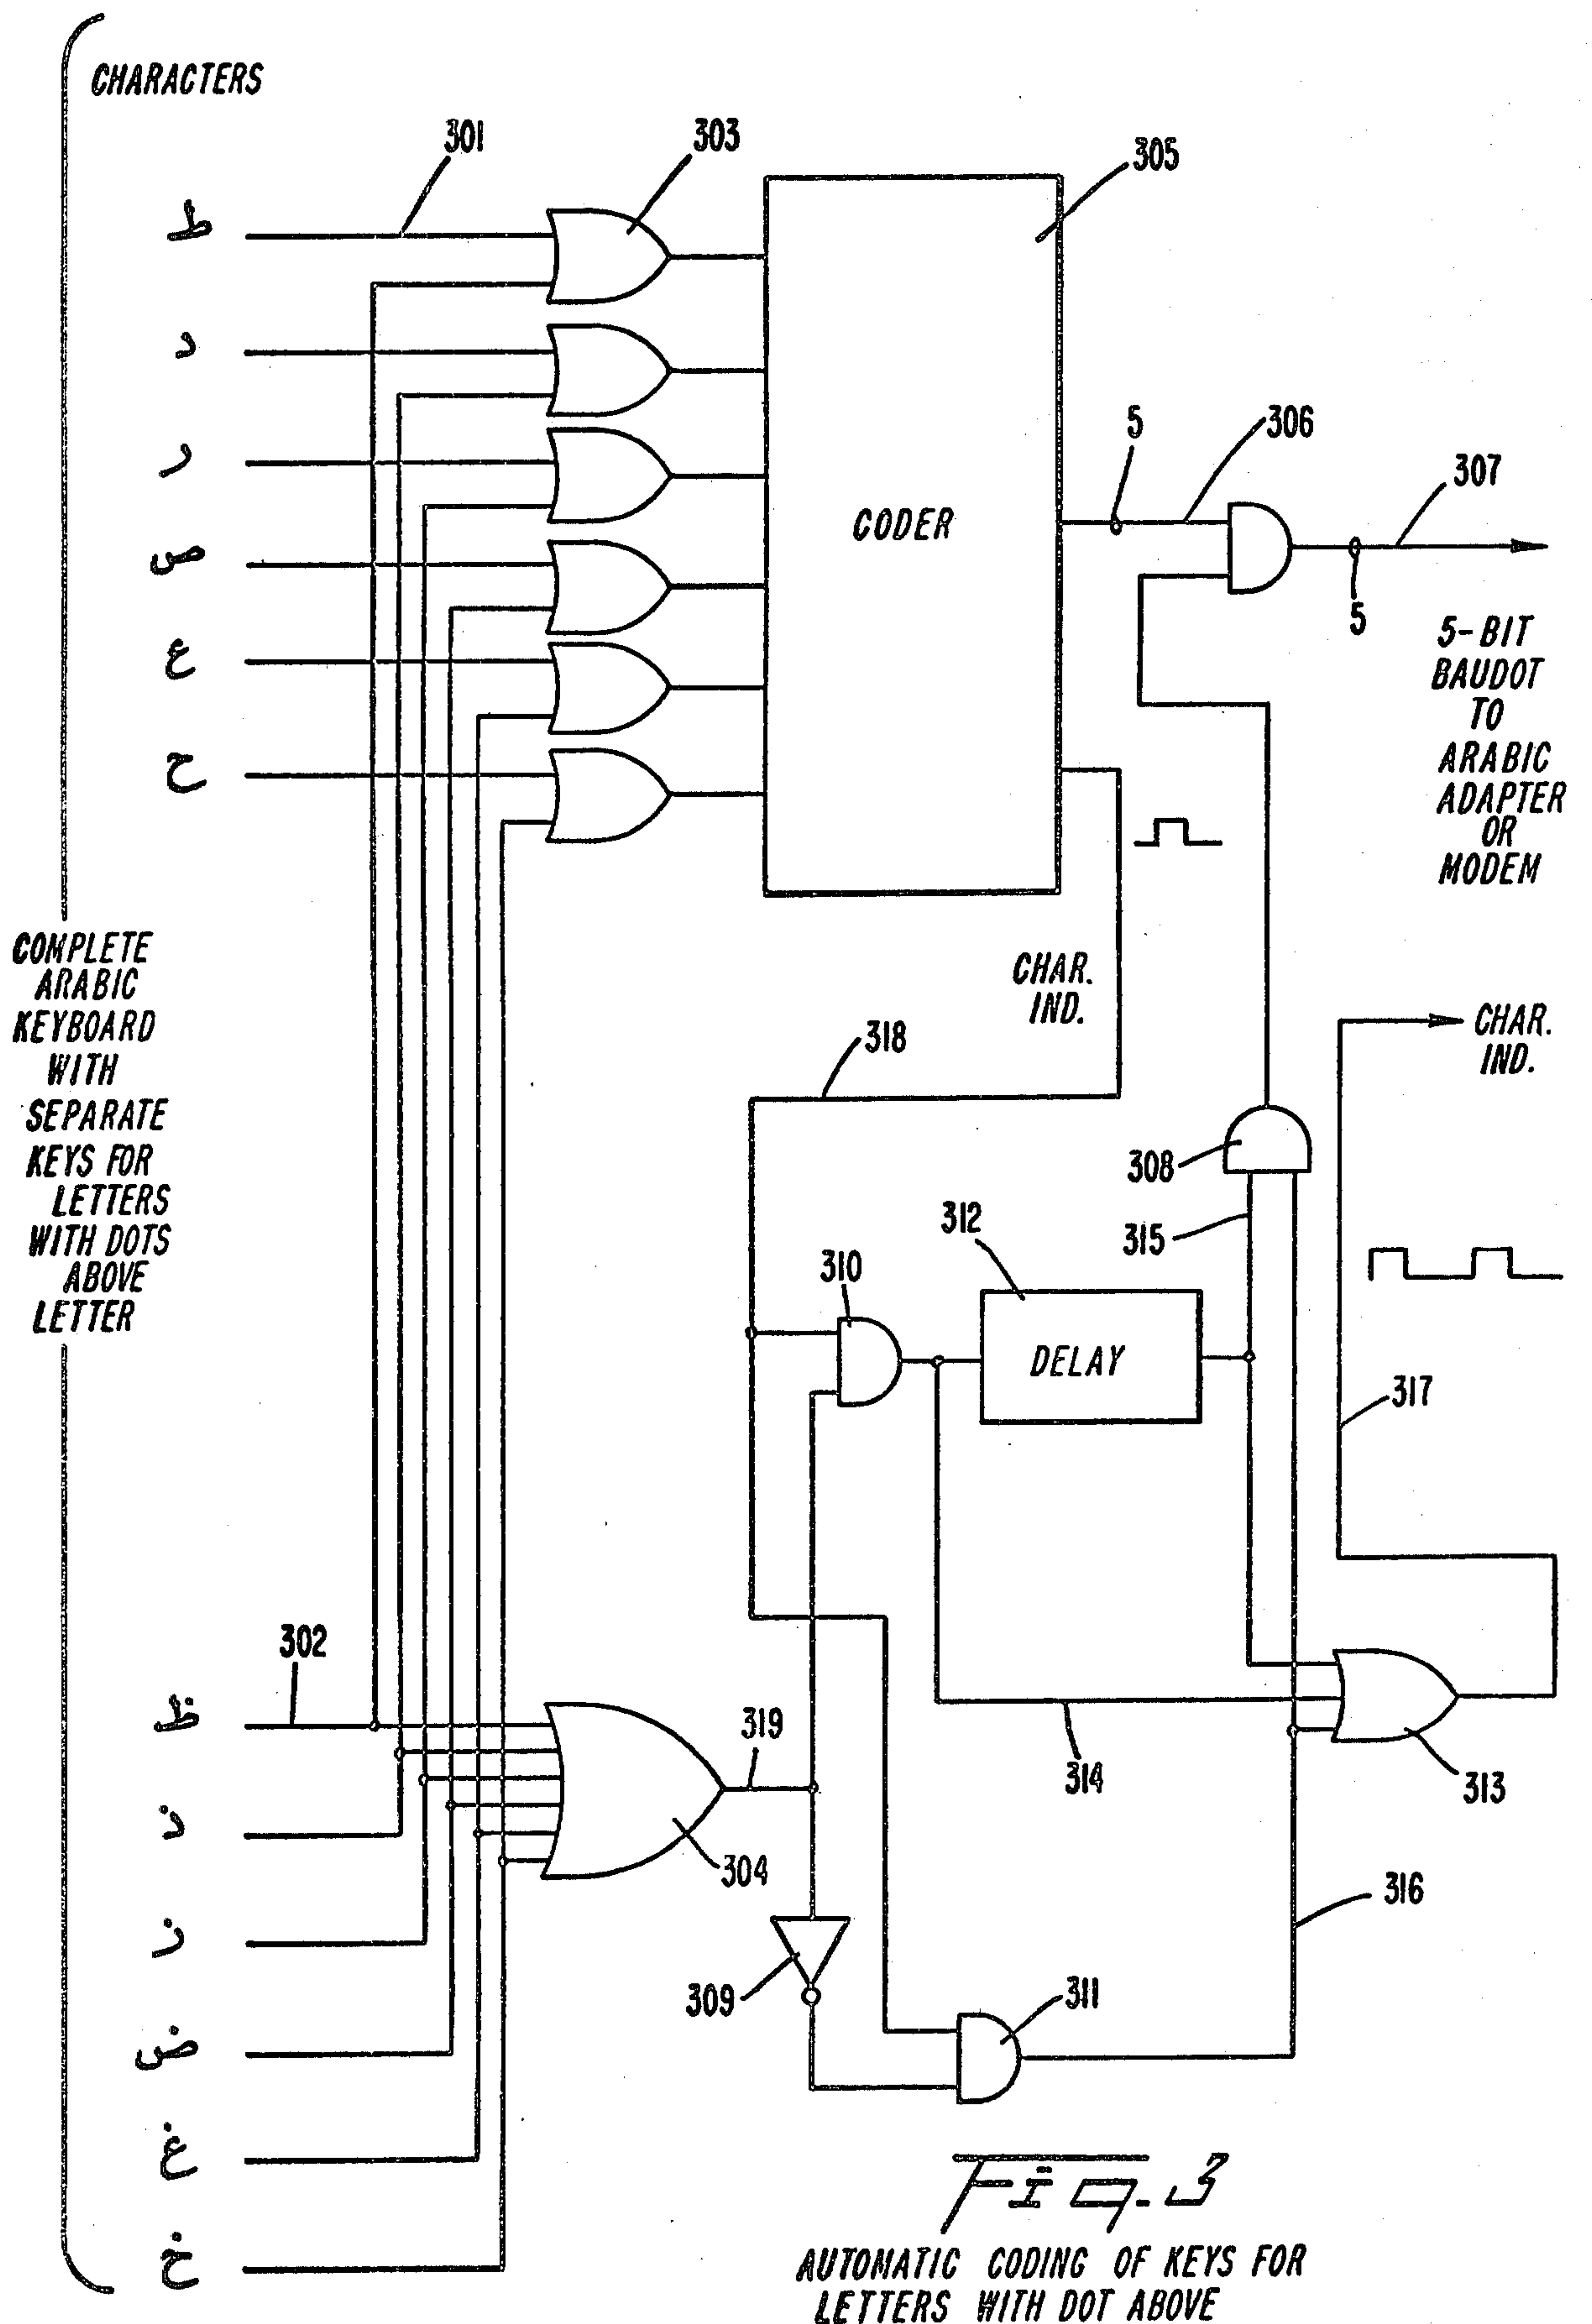 CHARACTERS
301
303
305
ط
د
ر
ص
ع
ح
CODER
5
306
307
5
5-BIT
BAUDOT
TO
ARABIC
ADAPTER
OR
MODEM
COMPLETE
ARABIC
KEYBOARD
WITH
SEPARATE
KEYS FOR
LETTERS
WITH DOTS
ABOVE
LETTER
CHAR.
IND.
318
CHAR.
IND.
308
315
312
310
DELAY
317
302
319
314
313
304
316
309
311
ظ
ذ
ز
ض
غ
خ
Fig. 3
AUTOMATIC CODING OF KEYS FOR
LETTERS WITH DOT ABOVE